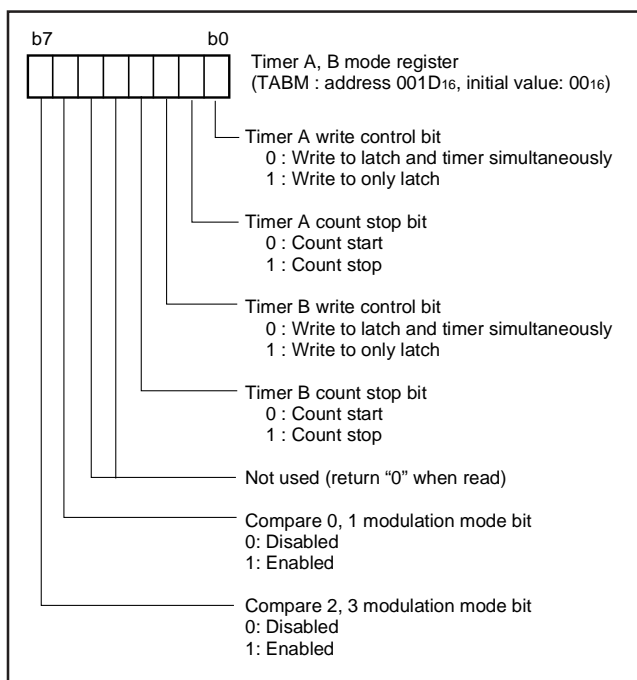 b7 b0
Timer A, B mode register
(TABM : address 001D16, initial value: 0016)
Timer A write control bit
0 : Write to latch and timer simultaneously
1 : Write to only latch
Timer A count stop bit
0 : Count start
1 : Count stop
Timer B write control bit
0 : Write to latch and timer simultaneously
1 : Write to only latch
Timer B count stop bit
0 : Count start
1 : Count stop
Not used (return “0” when read)
Compare 0, 1 modulation mode bit
0: Disabled
1: Enabled
Compare 2, 3 modulation mode bit
0: Disabled
1: Enabled